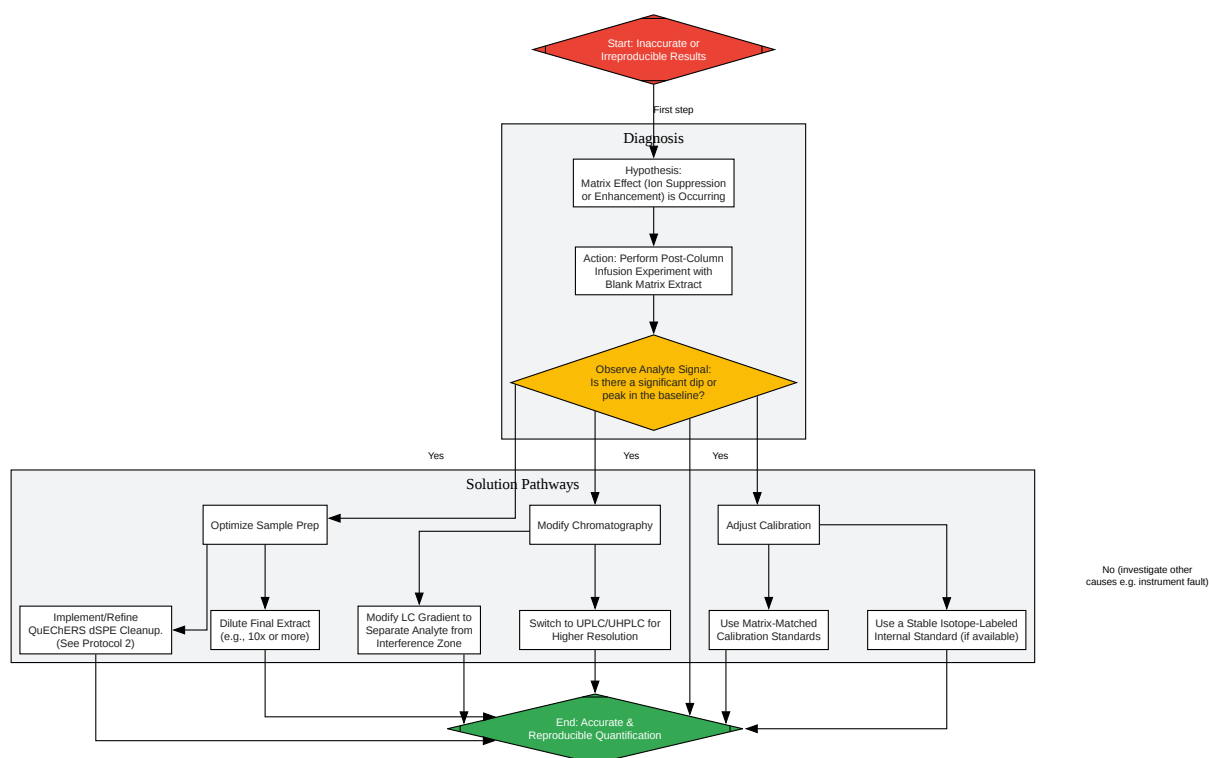 Start: Inaccurate or
Irreproducible Results
First step
Diagnosis
Hypothesis:
Matrix Effect (Ion Suppression
or Enhancement) is Occurring
Action: Perform Post-Column
Infusion Experiment with
Blank Matrix Extract
Observe Analyte Signal:
Is there a significant dip or
peak in the baseline?
Yes
Yes
Yes
Solution Pathways
Optimize Sample Prep
Modify Chromatography
Adjust Calibration
No (investigate other
causes e.g. instrument fault)
Implement/Refine
QuEChERS dSPE Cleanup.
(See Protocol 2)
Dilute Final Extract
(e.g., 10x or more)
Modify LC Gradient to
Separate Analyte from
Interference Zone
Switch to UPLC/UHPLC for
Higher Resolution
Use Matrix-Matched
Calibration Standards
Use a Stable Isotope-Labeled
Internal Standard (if available)
End: Accurate &
Reproducible Quantification